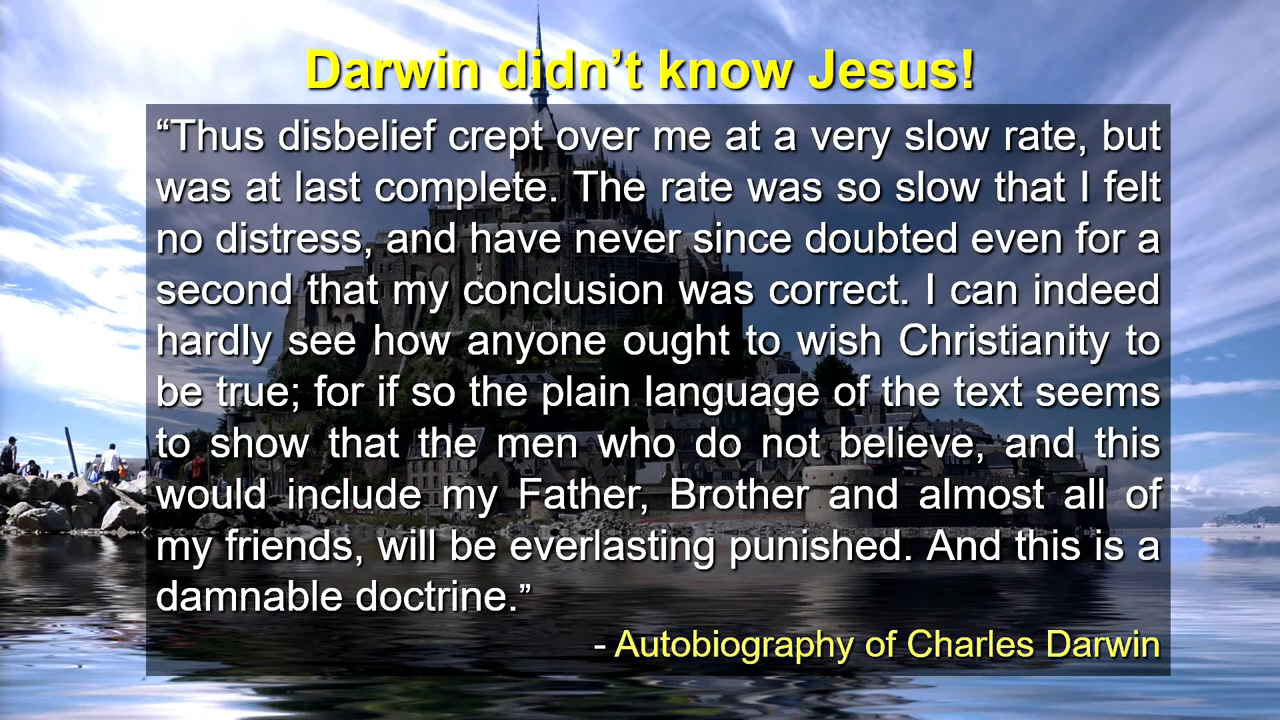 Darwin didn’t know Jesus!
“Thus disbelief crept over me at a very slow rate, but
was at last complete. The rate was so slow that I felt
no distress, and have never since doubted even for a
second that my conclusion was correct. I can indeed
hardly see how anyone ought to wish Christianity to
be true; for if so the plain language of the text seems
to show that the men who do not believe, and this
would include my Father, Brother and almost all of
my friends, will be everlasting punished. And this is a
damnable doctrine.”
- Autobiography of Charles Darwin